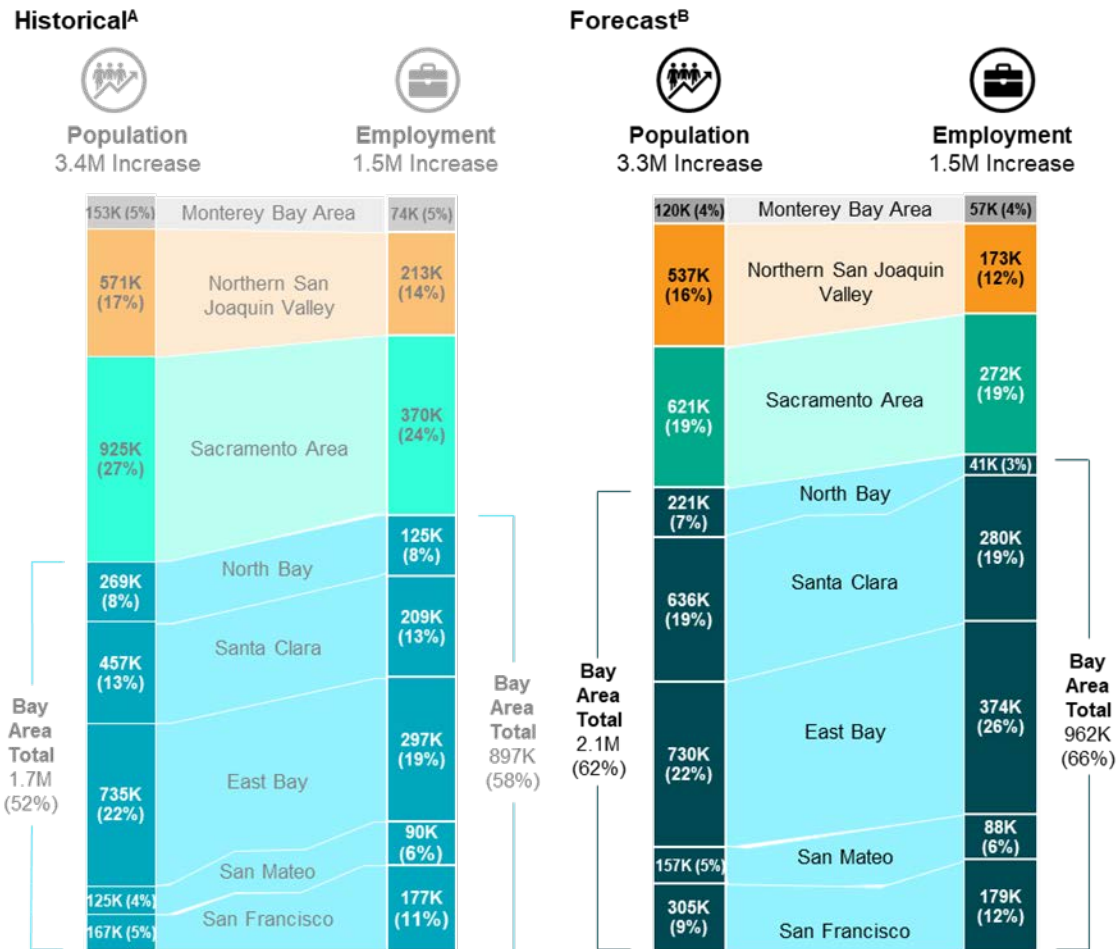 Historicalᴬ
Population
3.4M Increase
Employment
1.5M Increase
153K (5%)
Monterey Bay Area
74K (5%)
571K
(17%)
Northern San
Joaquin Valley
213K
(14%)
925K
(27%)
Sacramento Area
370K
(24%)
269K
(8%)
North Bay
125K
(8%)
457K
(13%)
Santa Clara
209K
(13%)
735K
(22%)
East Bay
297K
(19%)
125K (4%)
San Mateo
90K
(6%)
167K (5%)
San Francisco
177K
(11%)
Bay
Area
Total
1.7M
(52%)
Bay
Area
Total
897K
(58%)
Forecastᴮ
Population
3.3M Increase
Employment
1.5M Increase
120K (4%)
Monterey Bay Area
57K (4%)
537K
(16%)
Northern San Joaquin
Valley
173K
(12%)
621K
(19%)
Sacramento Area
272K
(19%)
221K
(7%)
North Bay
41K (3%)
636K
(19%)
Santa Clara
280K
(19%)
730K
(22%)
East Bay
374K
(26%)
157K (5%)
San Mateo
88K
(6%)
305K
(9%)
San Francisco
179K
(12%)
Bay
Area
Total
2.1M
(62%)
Bay
Area
Total
962K
(66%)